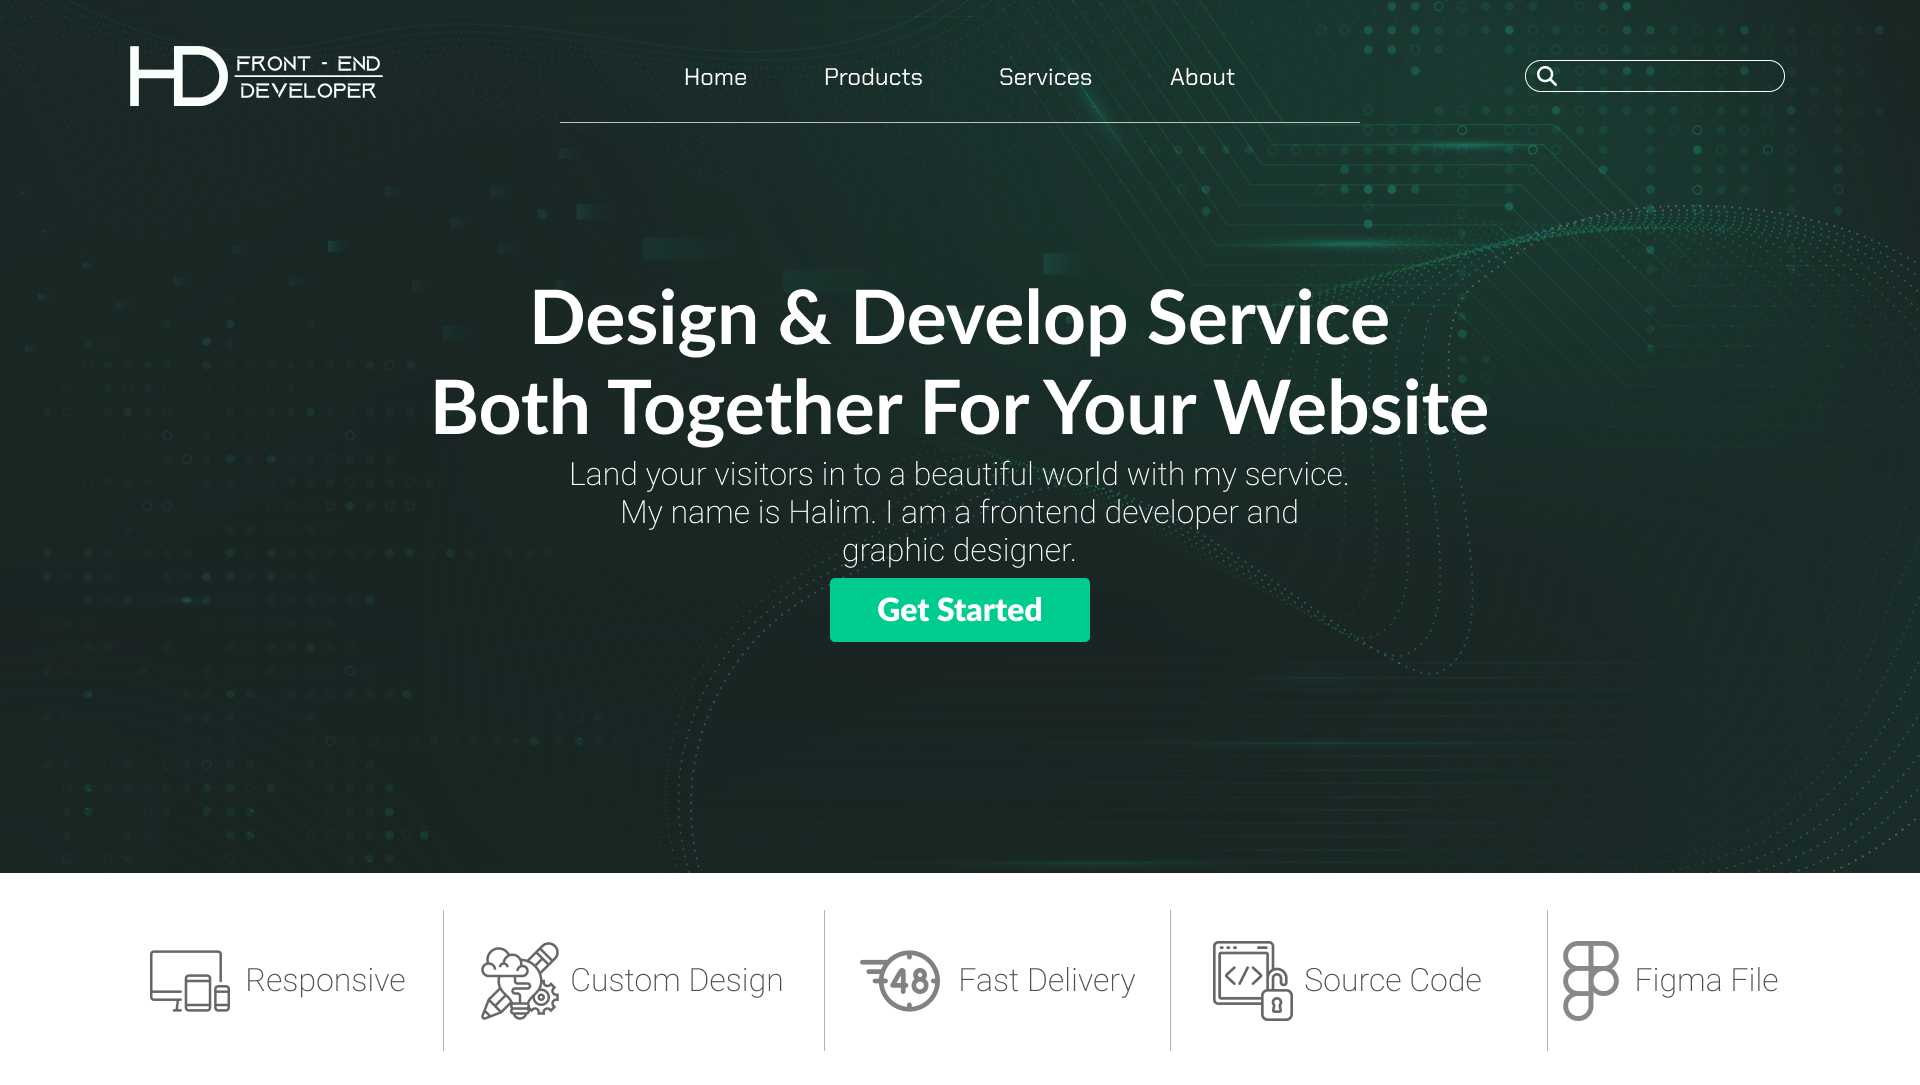 HD FRONT - END
DEVELOPER
Home Products Services About
Design & Develop Service
Both Together For Your Website
Land your visitors in to a beautiful world with my service.
My name is Halim. I am a frontend developer and
graphic designer.
Get Started
Responsive
Custom Design
48 Fast Delivery
</> Source Code
Figma File